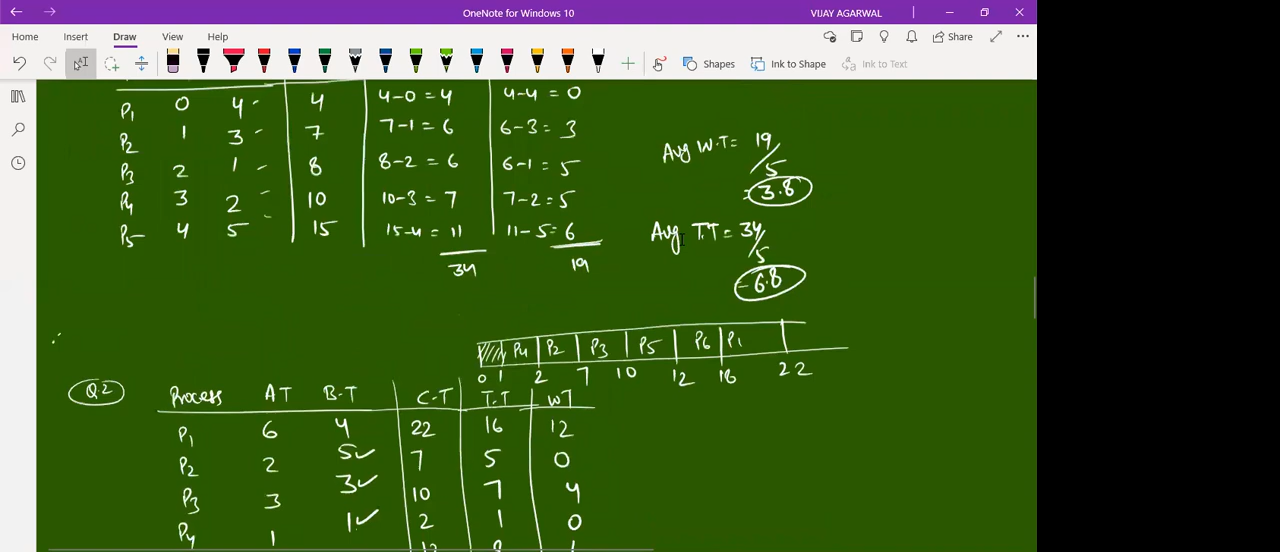 OneNote for Windows 10
VIJAY AGARWAL
Home Insert Draw View Help
Share
Shapes Ink to Shape Ink to Text
P1 0 4 4 4-0 = 4 4-4 = 0
P2 1 3 7 7-1 = 6 6-3 = 3
P3 2 1 8 8-2 = 6 6-1 = 5
P4 3 2 10 10-3 = 7 7-2 = 5
P5 4 5 15 15-4 = 11 11-5 = 6
34 19
Avg W.T = 19/5
= 3.8
Avg T.T = 34/5
= 6.8
P4 P2 P3 P5 P6 P1
0 1 2 7 10 12 18 22
Q2 Process AT B.T C.T T.T WT
P1 6 4 22 16 12
P2 2 5✓ 7 5 0
P3 3 3✓ 10 7 4
P4 1 1✓ 2 1 0